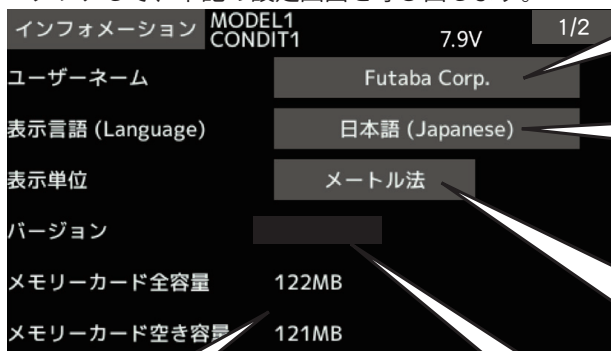 インフォメーション MODEL1 1/2
CONDIT1 7.9V
ユーザーネーム Futaba Corp.
表示言語 (Language) 日本語 (Japanese)
表示単位 メートル法
バージョン
メモリーカード全容量 122MB
メモリーカード空き容量 121MB